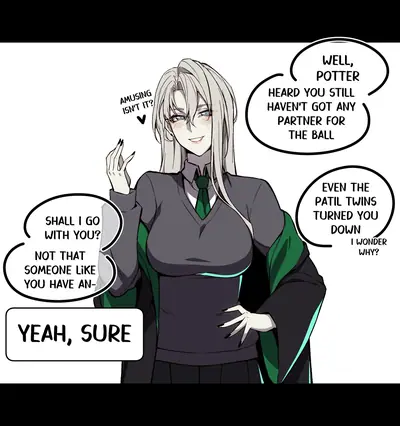 WELL,
POTTER
HEARD YOU STILL
HAVEN'T GOT ANY
PARTNER FOR
THE BALL
AMUSING
ISN'T IT?
EVEN THE
PATIL TWINS
TURNED YOU
DOWN
I WONDER
WHY?
SHALL I GO
WITH YOU?
NOT THAT
SOMEONE LIKE
YOU HAVE AN-
YEAH, SURE